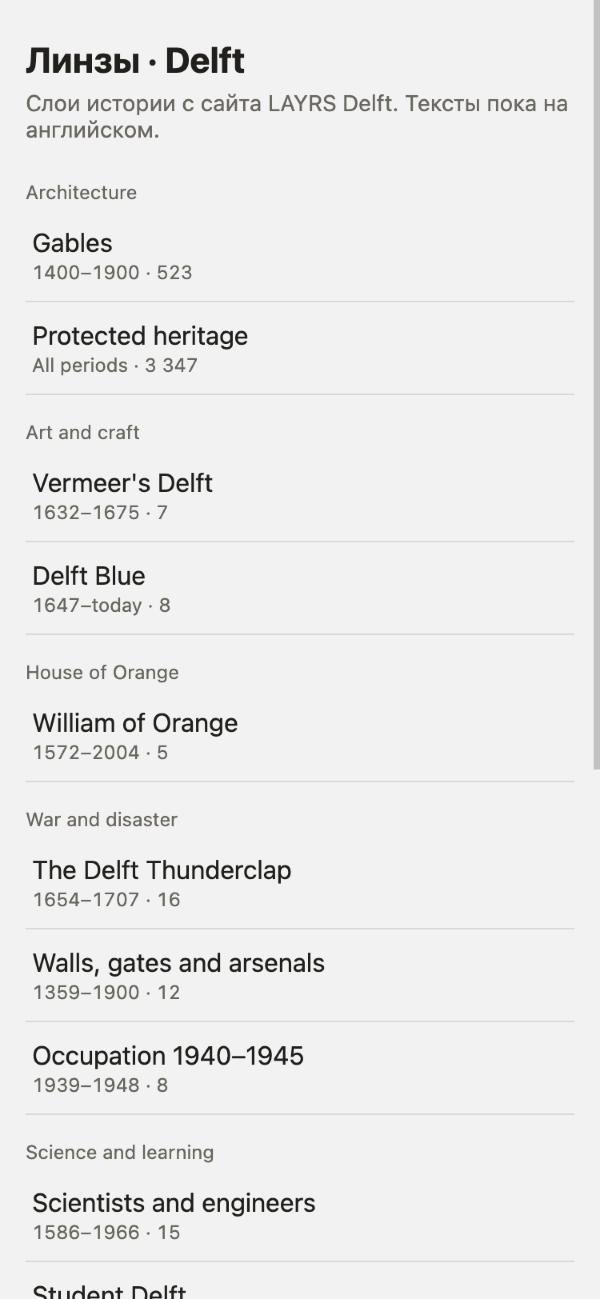 Линзы · Delft
Слои истории с сайта LAYRS Delft. Тексты пока на
английском.
Architecture
Gables
1400–1900 · 523
Protected heritage
All periods · 3 347
Art and craft
Vermeer's Delft
1632–1675 · 7
Delft Blue
1647–today · 8
House of Orange
William of Orange
1572–2004 · 5
War and disaster
The Delft Thunderclap
1654–1707 · 16
Walls, gates and arsenals
1359–1900 · 12
Occupation 1940–1945
1939–1948 · 8
Science and learning
Scientists and engineers
1586–1966 · 15
Student Delft